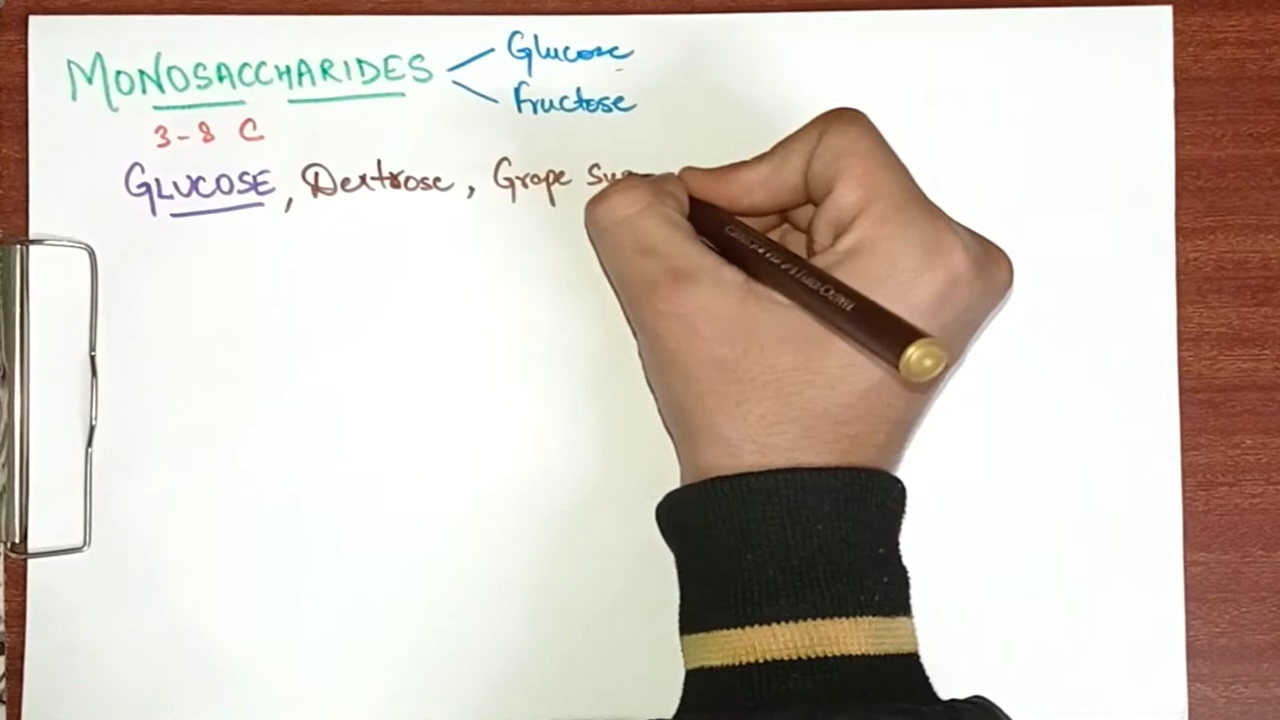 MONOSACCHARIDES
Glucose
Fructose
3-8 C
GLUCOSE, Dextrose, Grape